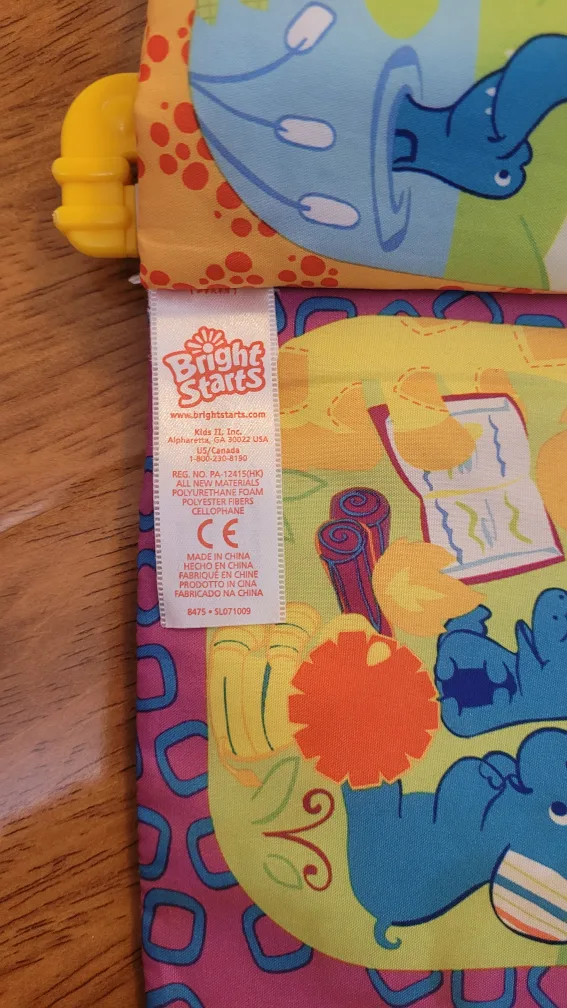 Bright
Starts
www.brightstarts.com
Kids II, Inc.
Alpharetta, GA 30022 USA
US/Canada
1-800-230-8190
REG. NO. PA-12415(HK)
ALL NEW MATERIALS
POLYURETHANE FOAM
POLYESTER FIBERS
CELLOPHANE
CE
MADE IN CHINA
HECHO EN CHINA
FABRIQUÉ EN CHINE
PRODOTTO IN CINA
FABRICADO NA CHINA
8475 • SL071009